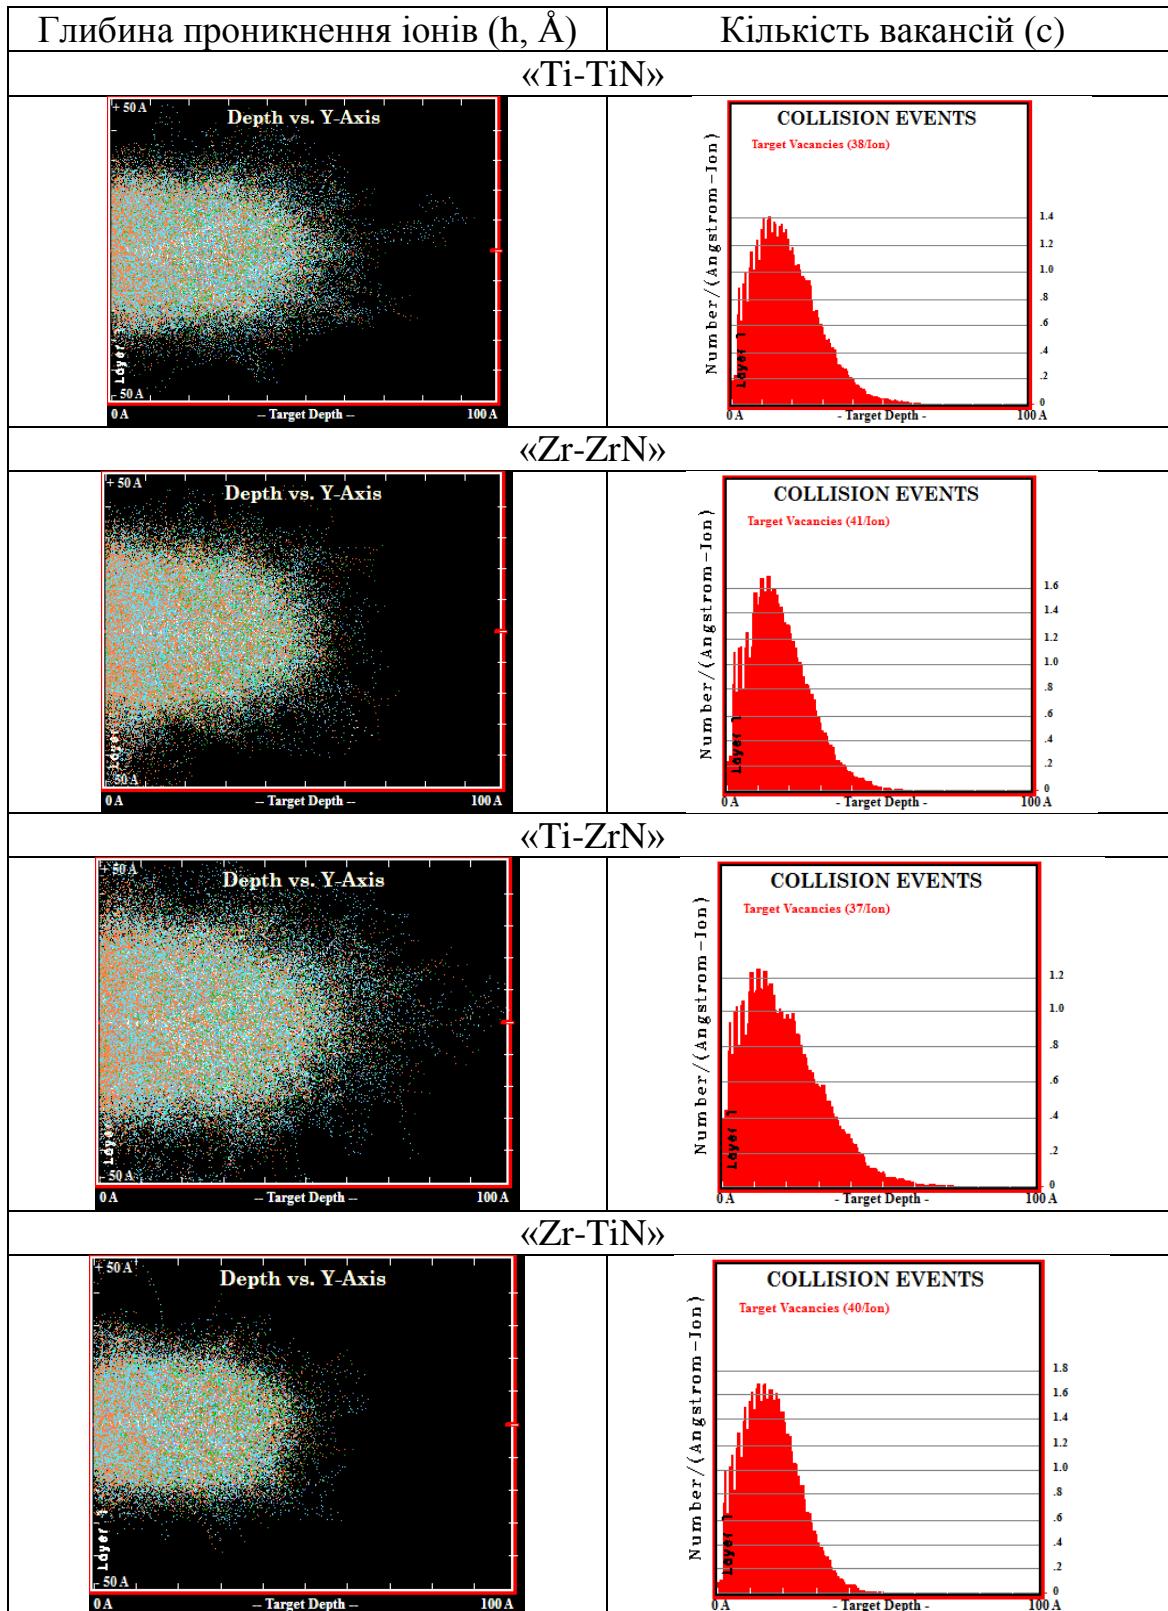 Глибина проникнення іонів (h, Å)
Кількість вакансій (с)
«Ti-TiN»
+ 50 A
Depth vs. Y-Axis
Layer 1
- 50 A
0 A
-- Target Depth --
100 A
COLLISION EVENTS
Target Vacancies (38/Ion)
Number/(Angstrom-Ion)
1.4
1.2
1.0
.8
.6
.4
.2
0
Layer 1
0 A
- Target Depth -
100 A
«Zr-ZrN»
+ 50 A
Depth vs. Y-Axis
Layer 1
- 50 A
0 A
-- Target Depth --
100 A
COLLISION EVENTS
Target Vacancies (41/Ion)
Number/(Angstrom-Ion)
1.6
1.4
1.2
1.0
.8
.6
.4
.2
0
Layer 1
0 A
- Target Depth -
100 A
«Ti-ZrN»
+ 50 A
Depth vs. Y-Axis
Layer 1
- 50 A
0 A
-- Target Depth --
100 A
COLLISION EVENTS
Target Vacancies (37/Ion)
Number/(Angstrom-Ion)
1.2
1.0
.8
.6
.4
.2
0
Layer 1
0 A
- Target Depth -
100 A
«Zr-TiN»
+ 50 A
Depth vs. Y-Axis
Layer 1
- 50 A
0 A
-- Target Depth --
100 A
COLLISION EVENTS
Target Vacancies (40/Ion)
Number/(Angstrom-Ion)
1.8
1.6
1.4
1.2
1.0
.8
.6
.4
.2
0
Layer 1
0 A
- Target Depth -
100 A